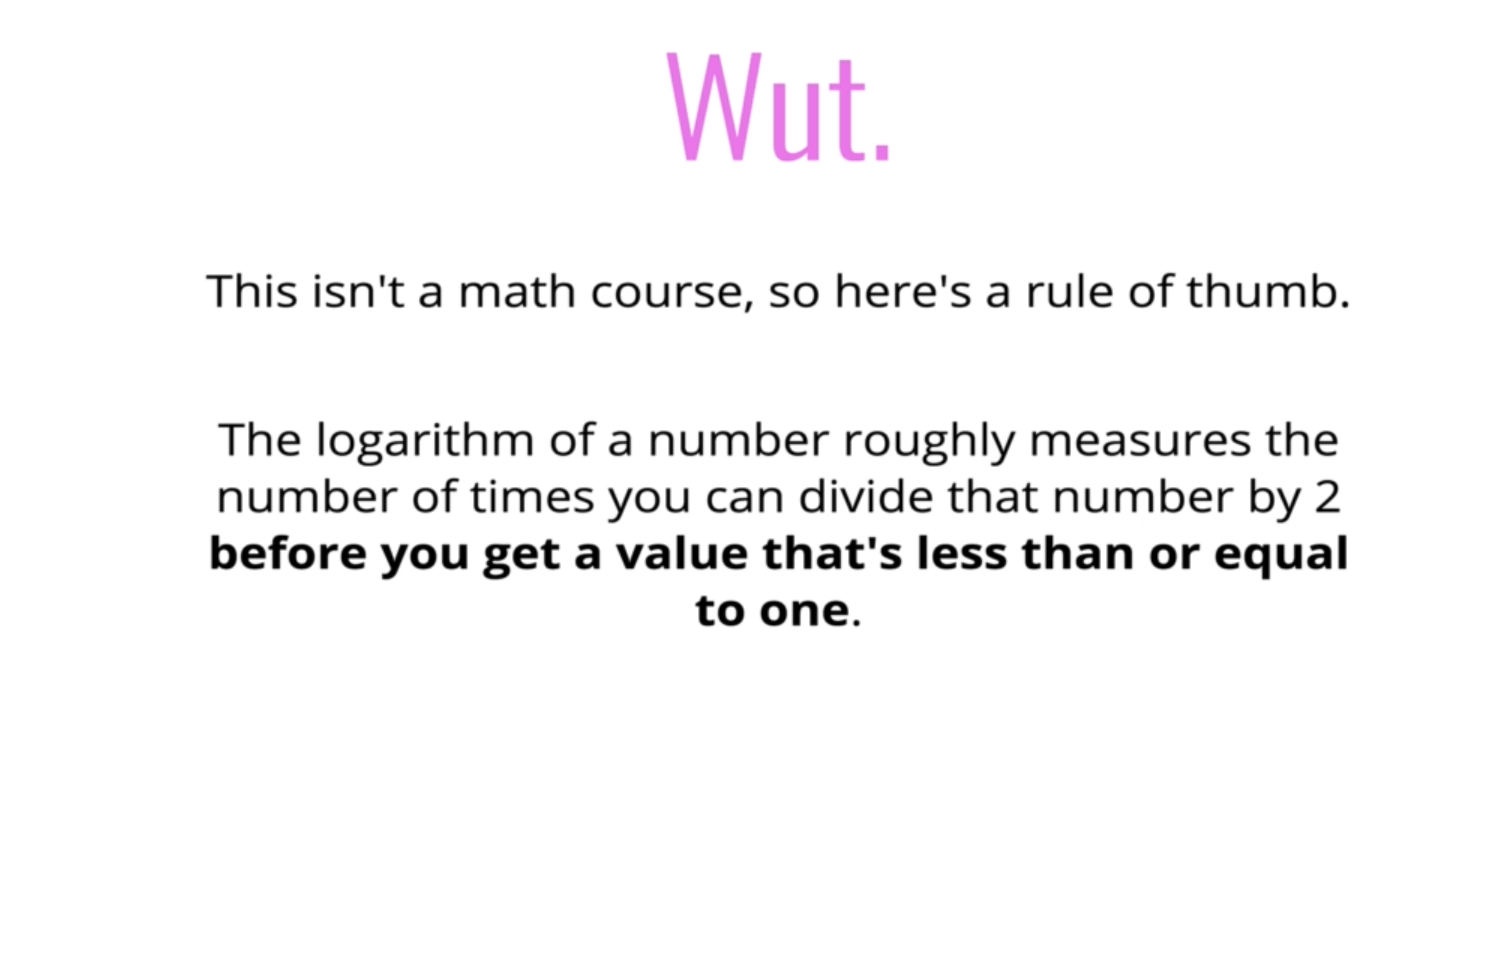 Wut.
This isn't a math course, so here's a rule of thumb.
The logarithm of a number roughly measures the
number of times you can divide that number by 2
before you get a value that's less than or equal
to one.